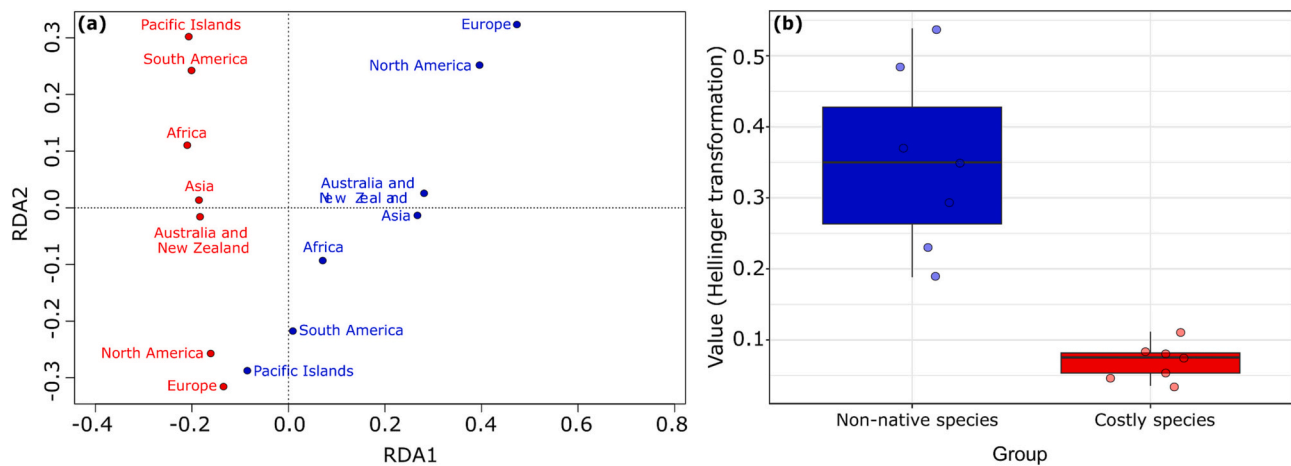 (a)
Pacific Islands
South America
Africa
Asia
Australia and
New Zealand
North America
Europe
Europe
North America
Australia and
New Zealand
Asia
Africa
South America
Pacific Islands
RDA2
0.3
0.2
0.1
0.0
-0.1
-0.2
-0.3
-0.4 -0.2 0.0 0.2 0.4 0.6 0.8
RDA1
(b)
Value (Hellinger transformation)
0.5
0.4
0.3
0.2
0.1
Non-native species Costly species
Group